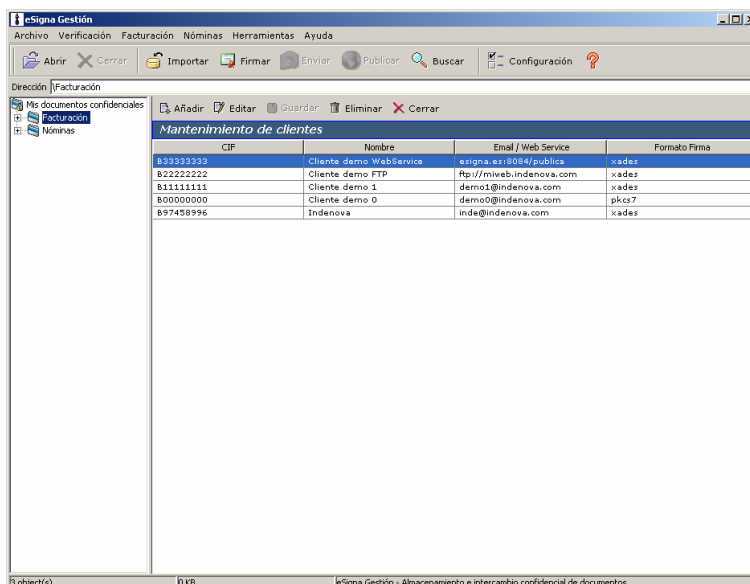 eSigna Gestión
Archivo Verificación Facturación Nóminas Herramientas Ayuda
Abrir Cerrar Importar Firmar Enviar Publicar Buscar Configuración
Dirección \Facturación
Mis documentos confidenciales
Facturación
Nóminas
Añadir Editar Guardar Eliminar Cerrar
Mantenimiento de clientes
CIF Nombre Email / Web Service Formato Firma
B33333333 Cliente demo WebService esigna.es:8084/publica xades
B22222222 Cliente demo FTP ftp://miweb.indenova.com xades
B11111111 Cliente demo 1 demo1@indenova.com xades
B00000000 Cliente demo 0 demo0@indenova.com pkcs7
B97458996 Indenova inde@indenova.com xades
3 object(s) 0 KB eSigna Gestión - Almacenamiento e intercambio confidencial de documentos